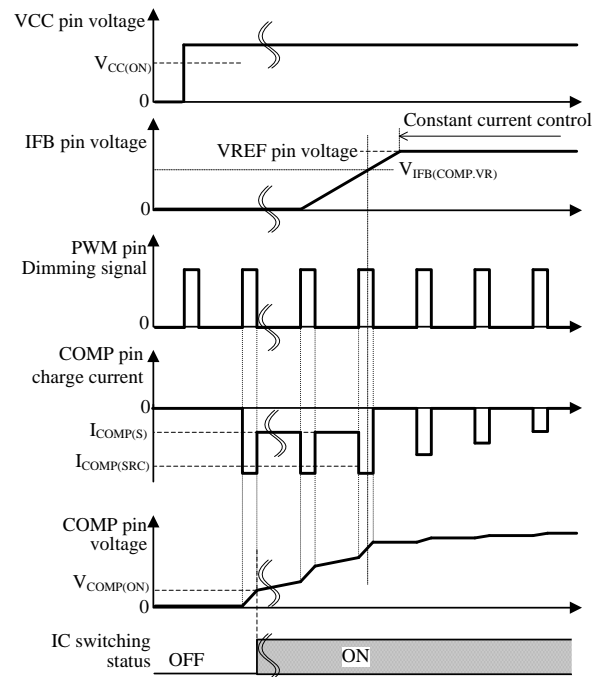 VCC pin voltage
VCC(ON)
0
Constant current control
IFB pin voltage
VREF pin voltage
VIFB(COMP.VR)
0
PWM pin
Dimming signal
0
COMP pin
charge current
0
ICOMP(S)
ICOMP(SRC)
COMP pin
voltage
VCOMP(ON)
0
IC switching
status
OFF
ON